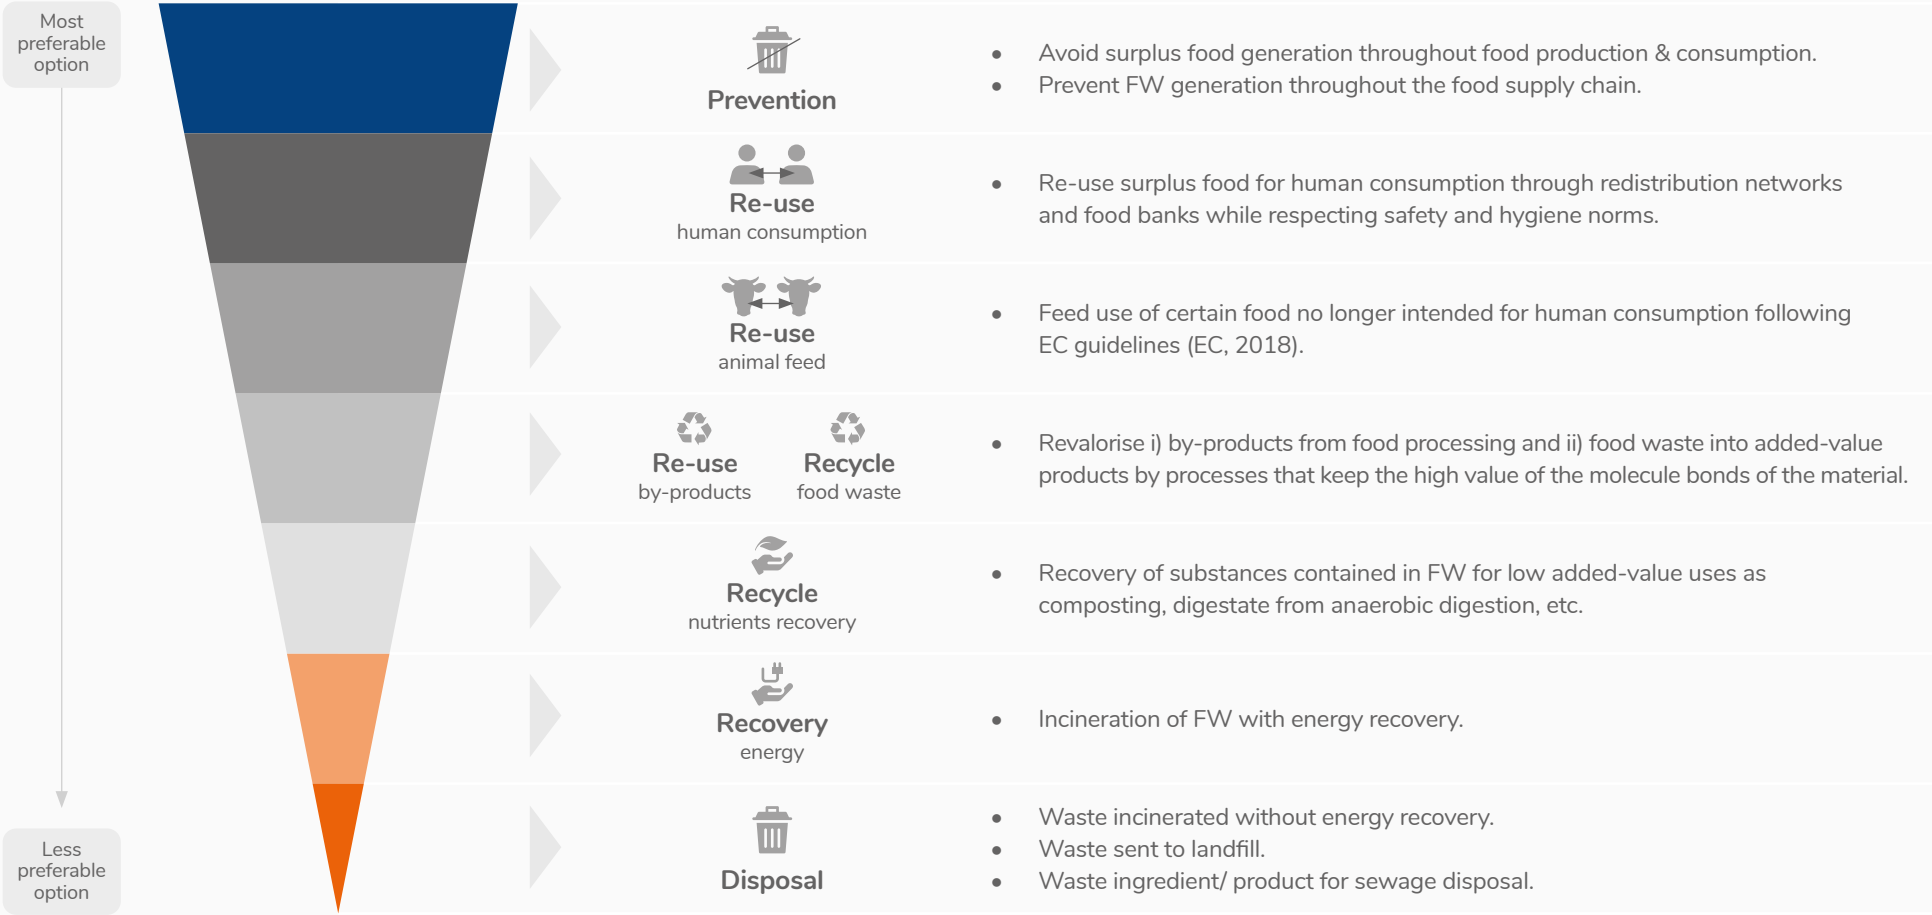 Most
preferable
option
Prevention
● Avoid surplus food generation throughout food production & consumption.
● Prevent FW generation throughout the food supply chain.
Re-use
human consumption
● Re-use surplus food for human consumption through redistribution networks
and food banks while respecting safety and hygiene norms.
Re-use
animal feed
● Feed use of certain food no longer intended for human consumption following
EC guidelines (EC, 2018).
Re-use
by-products
Recycle
food waste
● Revalorise i) by-products from food processing and ii) food waste into added-value
products by processes that keep the high value of the molecule bonds of the material.
Recycle
nutrients recovery
● Recovery of substances contained in FW for low added-value uses as
composting, digestate from anaerobic digestion, etc.
Recovery
energy
● Incineration of FW with energy recovery.
Less
preferable
option
Disposal
● Waste incinerated without energy recovery.
● Waste sent to landfill.
● Waste ingredient/ product for sewage disposal.